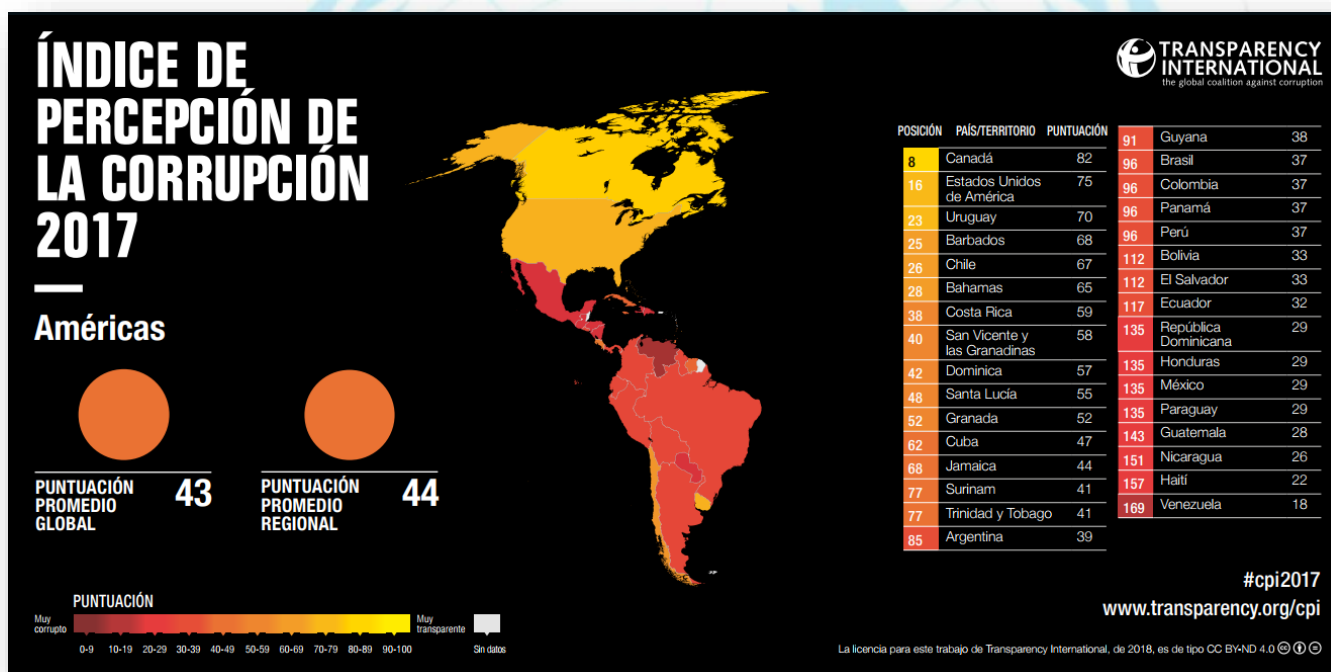 ÍNDICE DE
PERCEPCIÓN DE
LA CORRUPCIÓN
2017
Américas
PUNTUACIÓN
PROMEDIO
GLOBAL
43
PUNTUACIÓN
PROMEDIO
REGIONAL
44
PUNTUACIÓN
Muy
corrupto
Muy
transparente
0-9 10-19 20-29 30-39 40-49 50-59 60-69 70-79 80-89 90-100 Sin datos
TRANSPARENCY
INTERNATIONAL
the global coalition against corruption
POSICIÓN PAÍS/TERRITORIO PUNTUACIÓN
8 Canadá 82
16 Estados Unidos
de América 75
23 Uruguay 70
25 Barbados 68
26 Chile 67
28 Bahamas 65
38 Costa Rica 59
40 San Vicente y
las Granadinas 58
42 Dominica 57
48 Santa Lucía 55
52 Granada 52
62 Cuba 47
68 Jamaica 44
77 Surinam 41
77 Trinidad y Tobago 41
85 Argentina 39
91 Guyana 38
96 Brasil 37
96 Colombia 37
96 Panamá 37
96 Perú 37
112 Bolivia 33
112 El Salvador 33
117 Ecuador 32
135 República
Dominicana 29
135 Honduras 29
135 México 29
135 Paraguay 29
143 Guatemala 28
151 Nicaragua 26
157 Haití 22
169 Venezuela 18
#cpi2017
www.transparency.org/cpi
La licencia para este trabajo de Transparency International, de 2018, es de tipo CC BY-ND 4.0